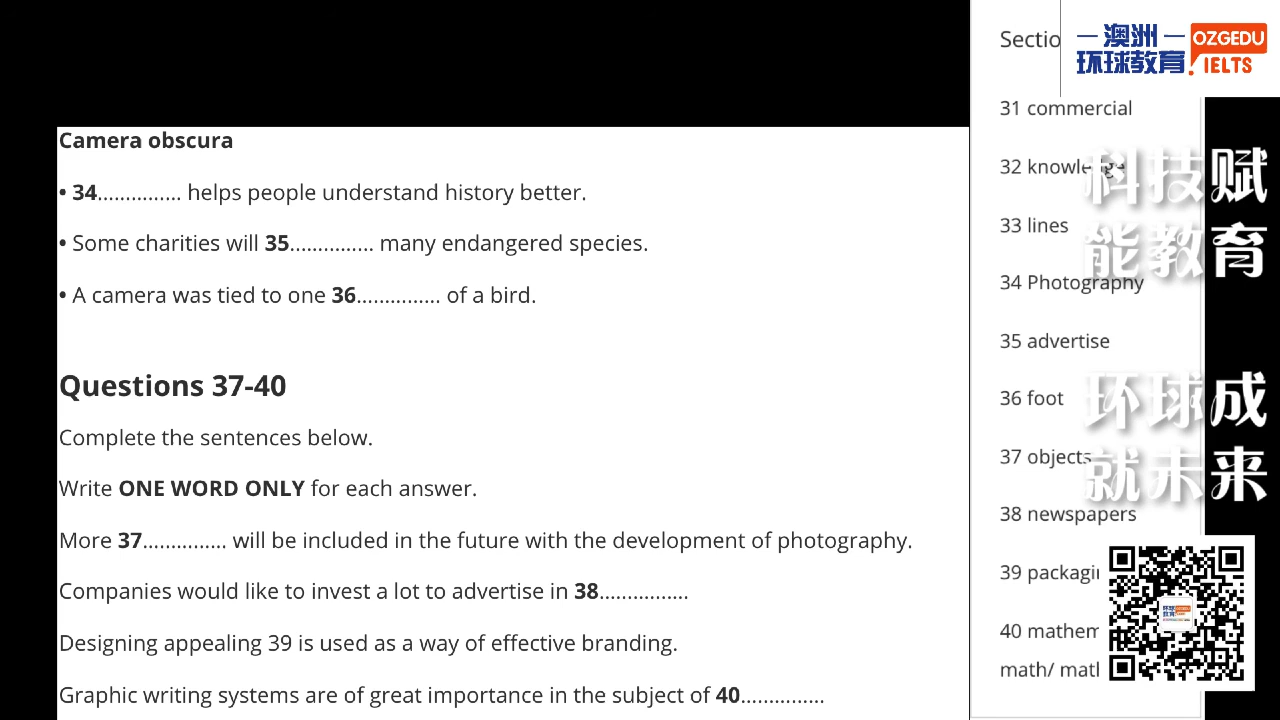 Camera obscura
• 34............... helps people understand history better.
• Some charities will 35............... many endangered species.
• A camera was tied to one 36............... of a bird.
Questions 37-40
Complete the sentences below.
Write ONE WORD ONLY for each answer.
More 37............... will be included in the future with the development of photography.
Companies would like to invest a lot to advertise in 38................
Designing appealing 39 is used as a way of effective branding.
Graphic writing systems are of great importance in the subject of 40...............
Sectio
31 commercial
32 knowledge
33 lines
34 Photography
35 advertise
36 foot
37 objects
38 newspapers
39 packagi
40 mathem
math/ mat
澳洲
环球教育
OZGEDU
IELTS
科技赋
能教育
环球成
就未来